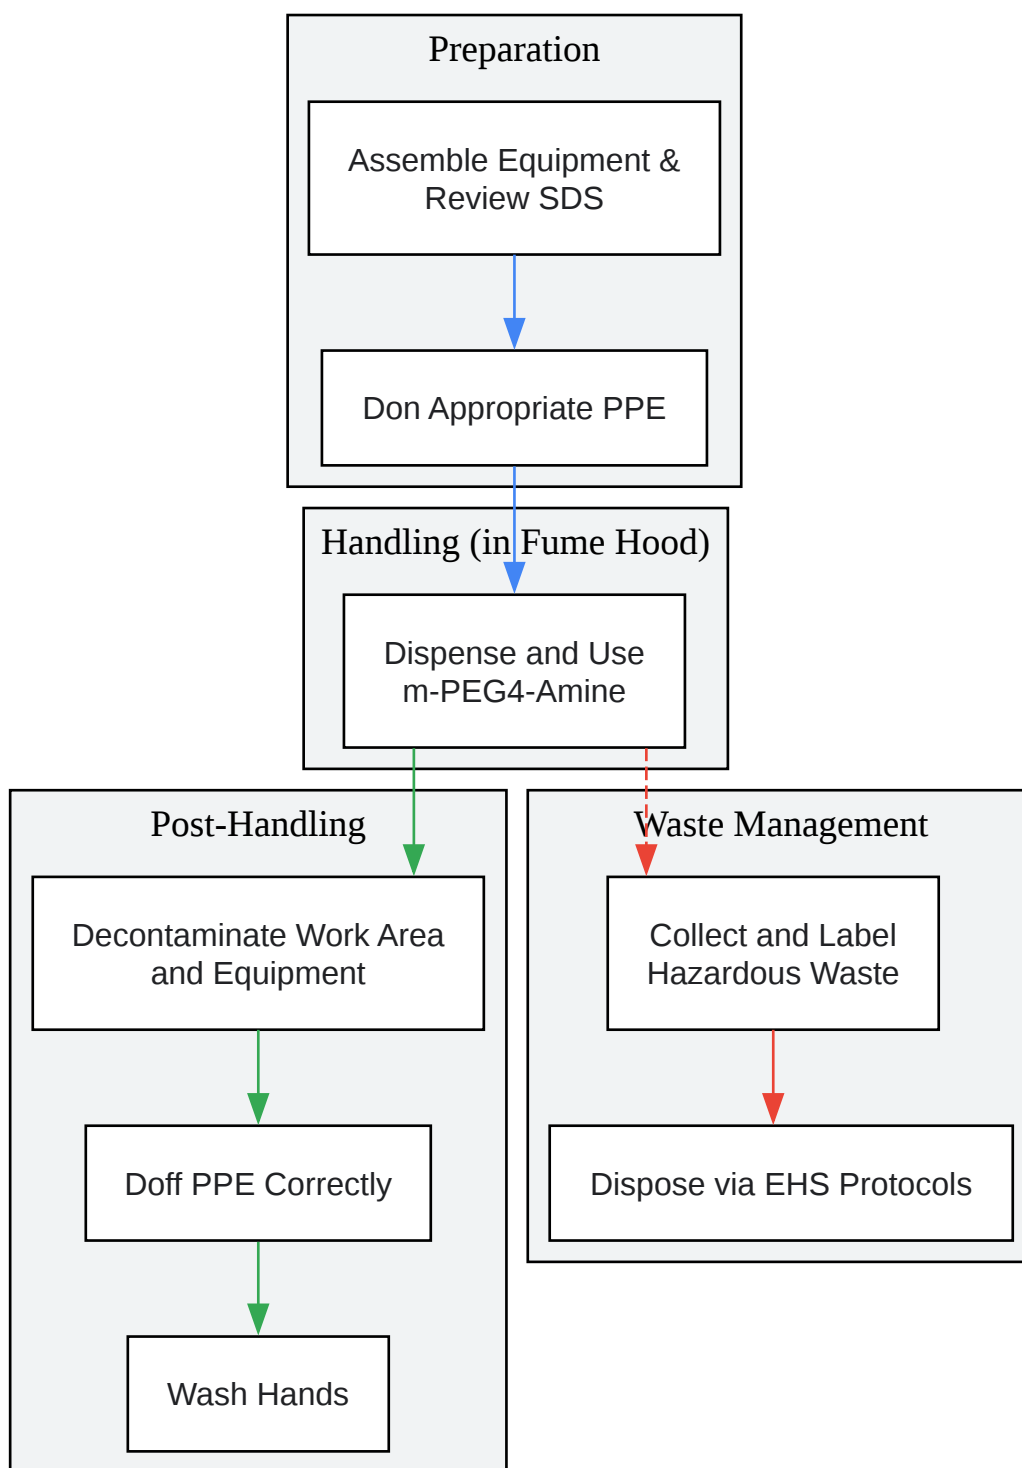 Preparation
Assemble Equipment &
Review SDS
Don Appropriate PPE
Handling (in Fume Hood)
Dispense and Use
m-PEG4-Amine
Post-Handling
Decontaminate Work Area
and Equipment
Doff PPE Correctly
Wash Hands
Waste Management
Collect and Label
Hazardous Waste
Dispose via EHS Protocols